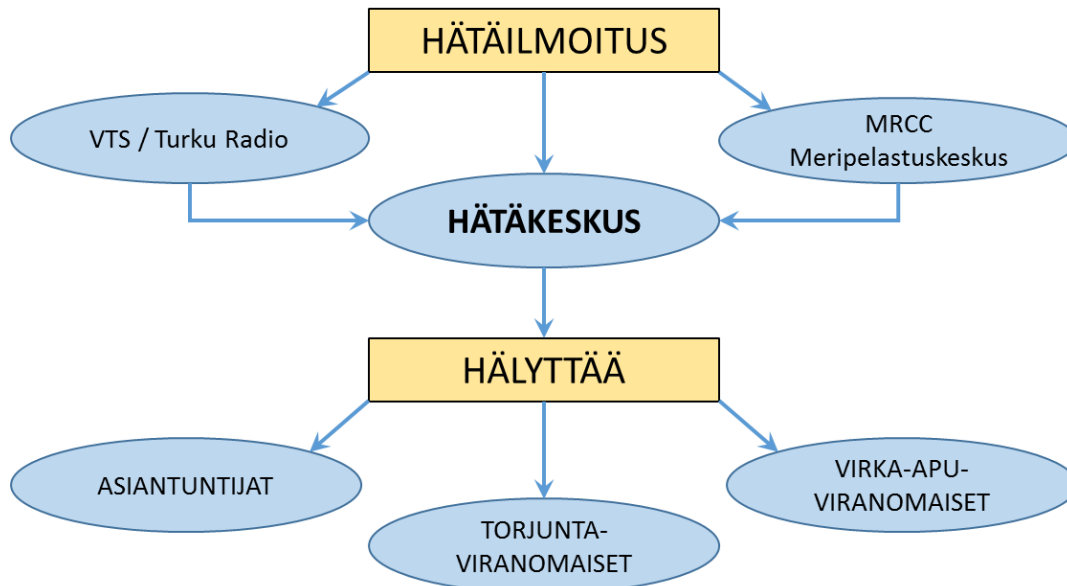 HÄTÄILMOITUS
VTS / Turku Radio
MRCC
Meripelastuskeskus
HÄTÄKESKUS
HÄLYTTÄÄ
ASIANTUNTIJAT
TORJUNTA-
VIRANOMAISET
VIRKA-APU-
VIRANOMAISET